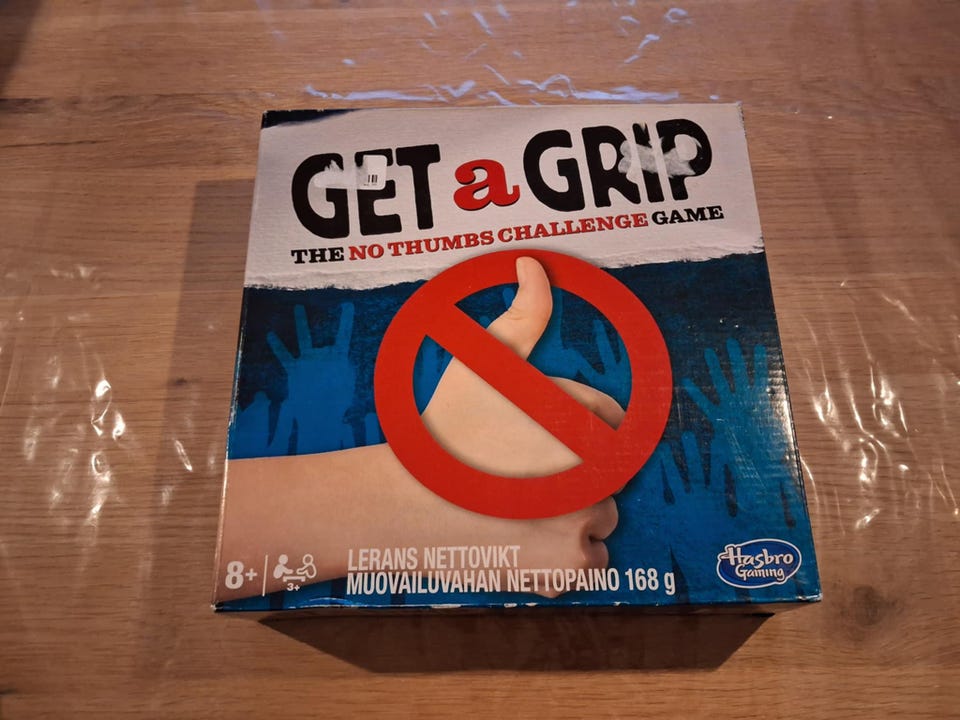 GET a GRIP
THE NO THUMBS CHALLENGE GAME
8+
3+
LERANS NETTOVIKT
MUOVAILUVAHAN NETTOPAINO 168 g
Hasbro
Gaming